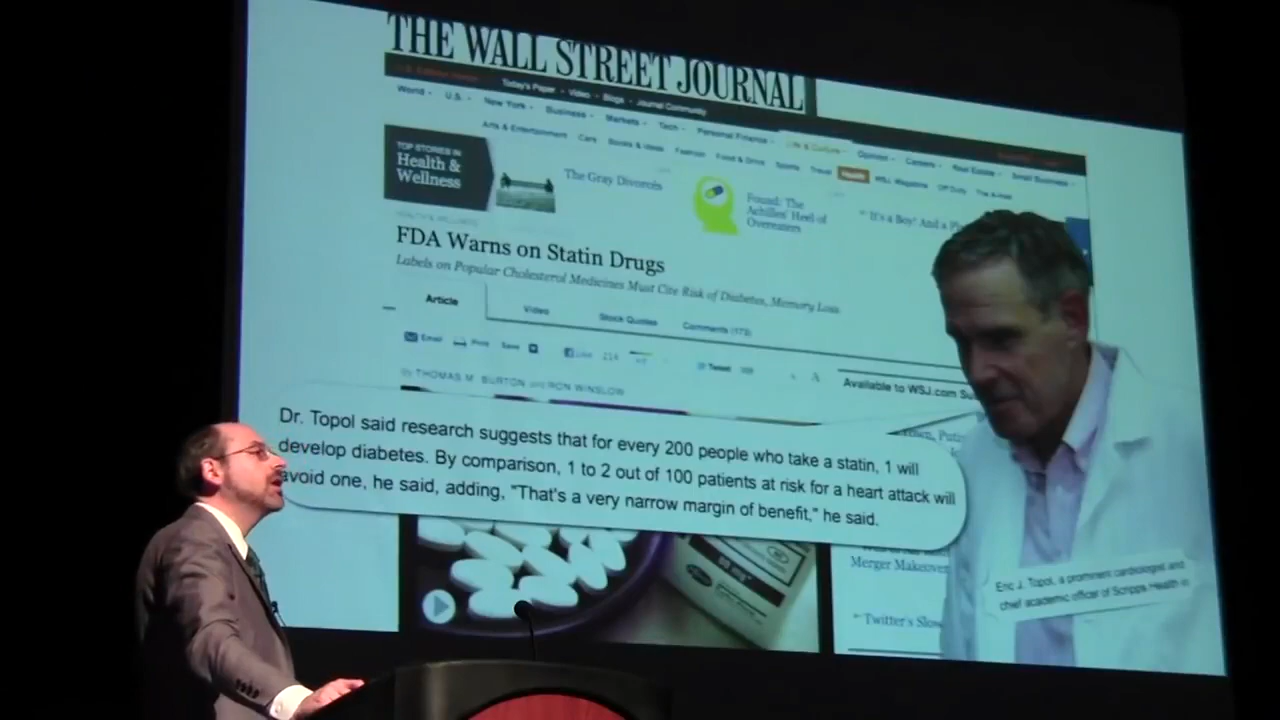 THE WALL STREET JOURNAL
Today's Paper • Video • Blogs • Journal Community
World • U.S. • New York • Business • Markets • Tech • Personal Finance • Life & Culture • Opinion • Careers • Real Estate • Small Business •
Arts & Entertainment Cars Books & Ideas Fashion Food & Drink Sports Travel Health WSJ. Magazine Off Duty
TOP STORIES IN
Health &
Wellness
The Gray Divorcés
Found: The
Achilles' Heel of
Overeaters
It's a Boy! And a
HEALTH & WELLNESS
FDA Warns on Statin Drugs
Labels on Popular Cholesterol Medicines Must Cite Risk of Diabetes, Memory Loss
Article Video Stock Quotes Comments (173)
Email Print Save Like 214 Tweet
A
By THOMAS M. BURTON and RON WINSLOW
Available to WSJ.com
Dr. Topol said research suggests that for every 200 people who take a statin, 1 will
develop diabetes. By comparison, 1 to 2 out of 100 patients at risk for a heart attack will
avoid one, he said, adding, "That's a very narrow margin of benefit," he said.
Merger Makeover
Twitter's
Eric J. Topol, a prominent cardiologist and
chief academic officer of Scripps Health in